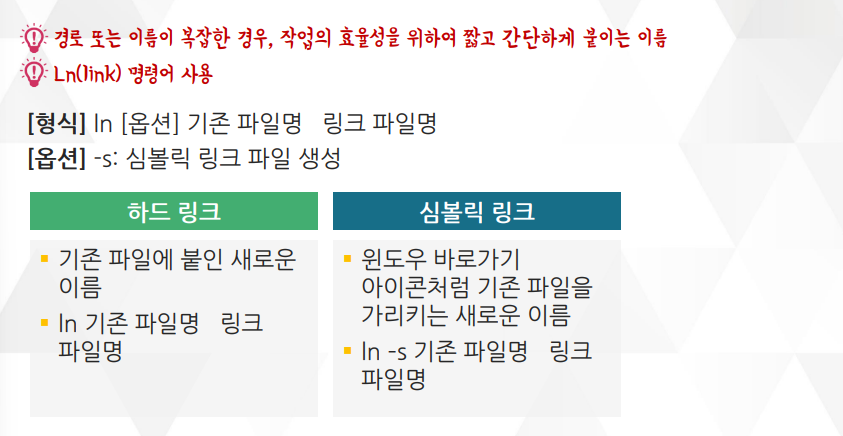 경로 또는 이름이 복잡한 경우, 작업의 효율성을 위하여 짧고 간단하게 붙이는 이름
Ln(link) 명령어 사용
[형식] ln [옵션] 기존 파일명 링크 파일명
[옵션] -s: 심볼릭 링크 파일 생성
하드 링크
기존 파일에 붙인 새로운
이름
ln 기존 파일명 링크
파일명
심볼릭 링크
윈도우 바로가기
아이콘처럼 기존 파일을
가리키는 새로운 이름
ln -s 기존 파일명 링크
파일명